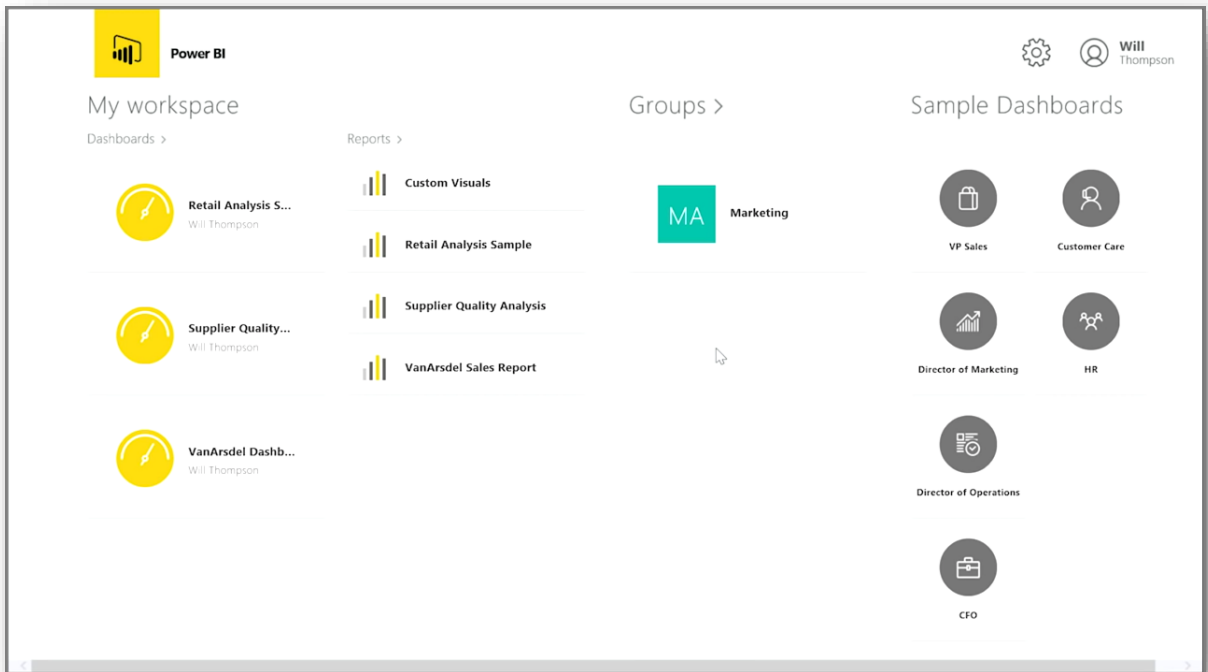 Power BI
Will
Thompson
My workspace
Dashboards >
Retail Analysis S...
Will Thompson
Supplier Quality...
Will Thompson
VanArsdel Dashb...
Will Thompson
Reports >
Custom Visuals
Retail Analysis Sample
Supplier Quality Analysis
VanArsdel Sales Report
Groups >
MA
Marketing
Sample Dashboards
VP Sales
Customer Care
Director of Marketing
HR
Director of Operations
CFO